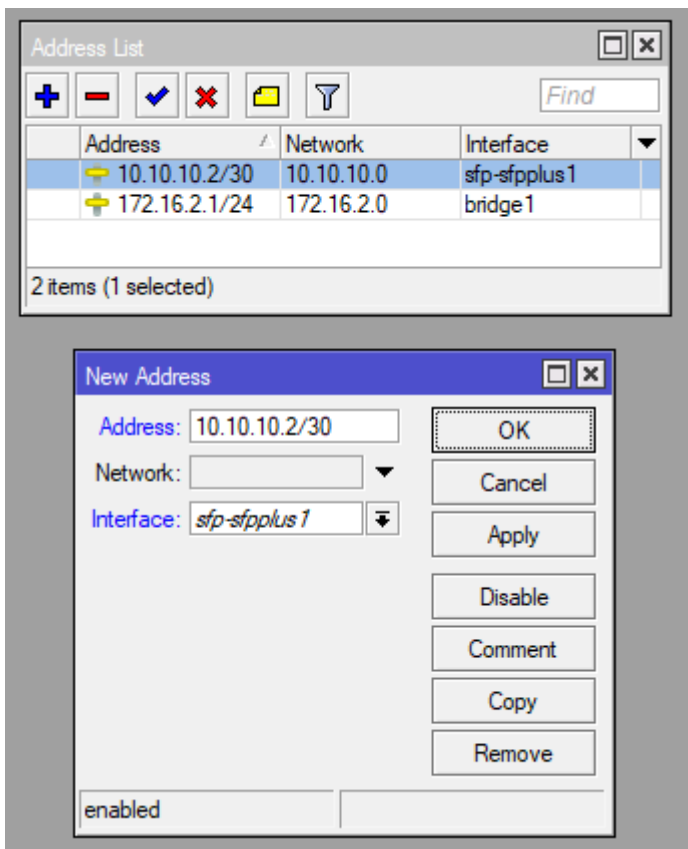 Address List
Find
Address Network Interface
10.10.10.2/30 10.10.10.0 sfp-sfpplus1
172.16.2.1/24 172.16.2.0 bridge1
2 items (1 selected)
New Address
Address: 10.10.10.2/30 OK
Network: Cancel
Interface: sfp-sfpplus1 Apply
Disable
Comment
Copy
Remove
enabled